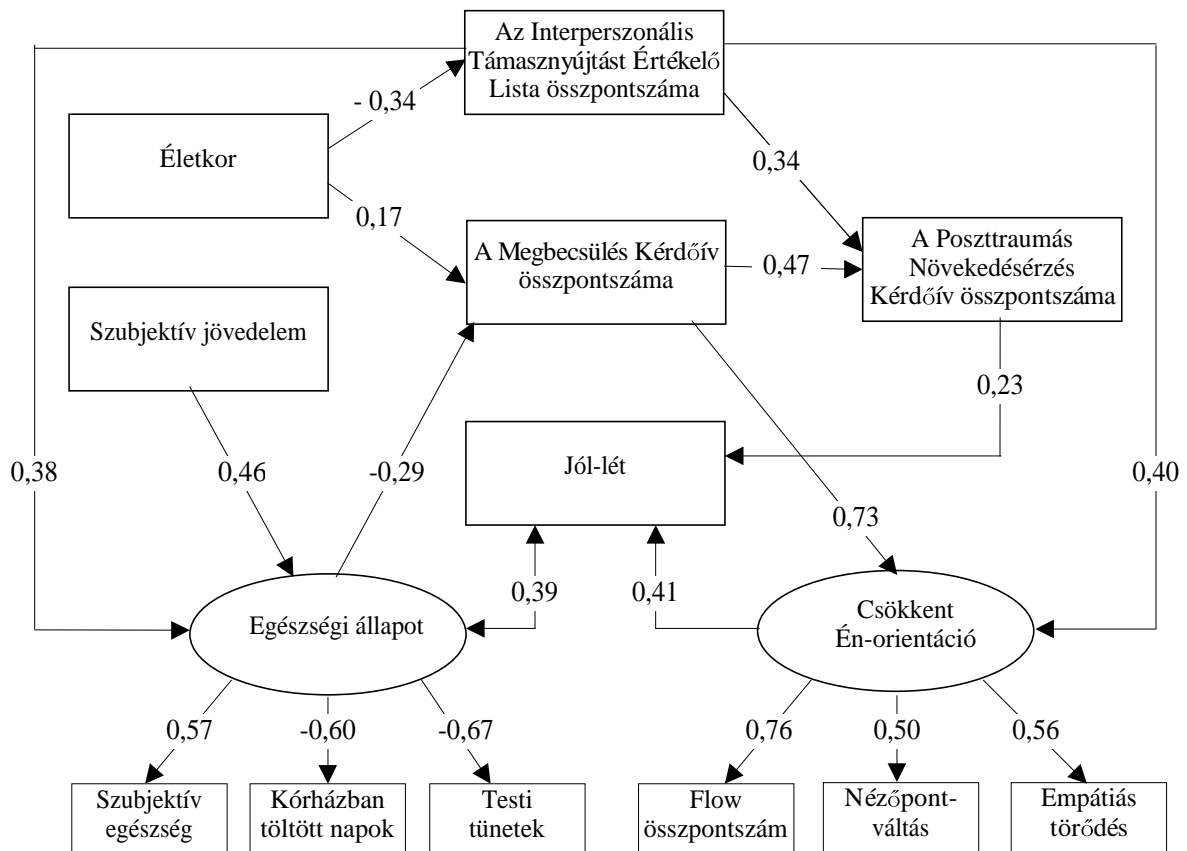 Az Interperszonális
Támasznyújtást Értékelő
Lista összpontszáma
- 0,34
Életkor
0,34
0,17
A Megbecsülés Kérdőív
összpontszáma
0,47
A Poszttraumás
Növekedésérzés
Kérdőív összpontszáma
Szubjektív jövedelem
0,23
0,38
0,46
-0,29
Jól-lét
0,40
0,73
0,39
0,41
Egészségi állapot
Csökkent
Én-orientáció
0,57
-0,60
-0,67
0,76
0,50
0,56
Szubjektív
egészség
Kórházban
töltött napok
Testi
tünetek
Flow
összpontszám
Nézőpont-
váltás
Empátiás
törődés